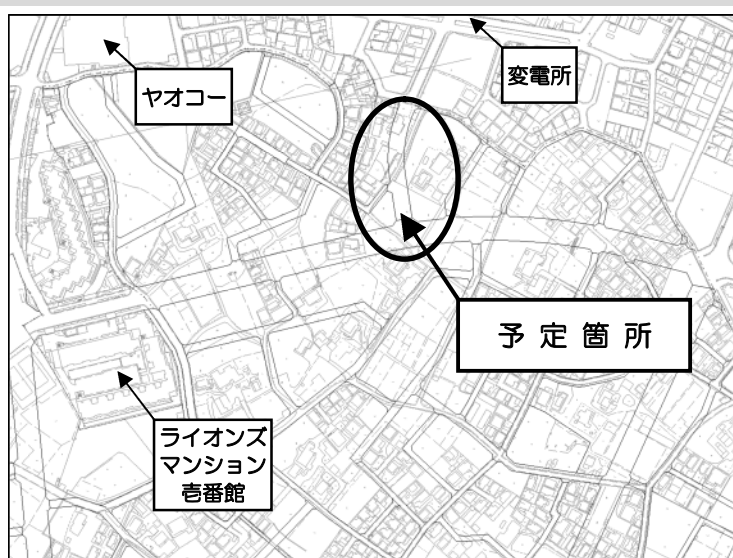 ヤオコー
変電所
予定箇所
ライオンズ
マンション
壱番館